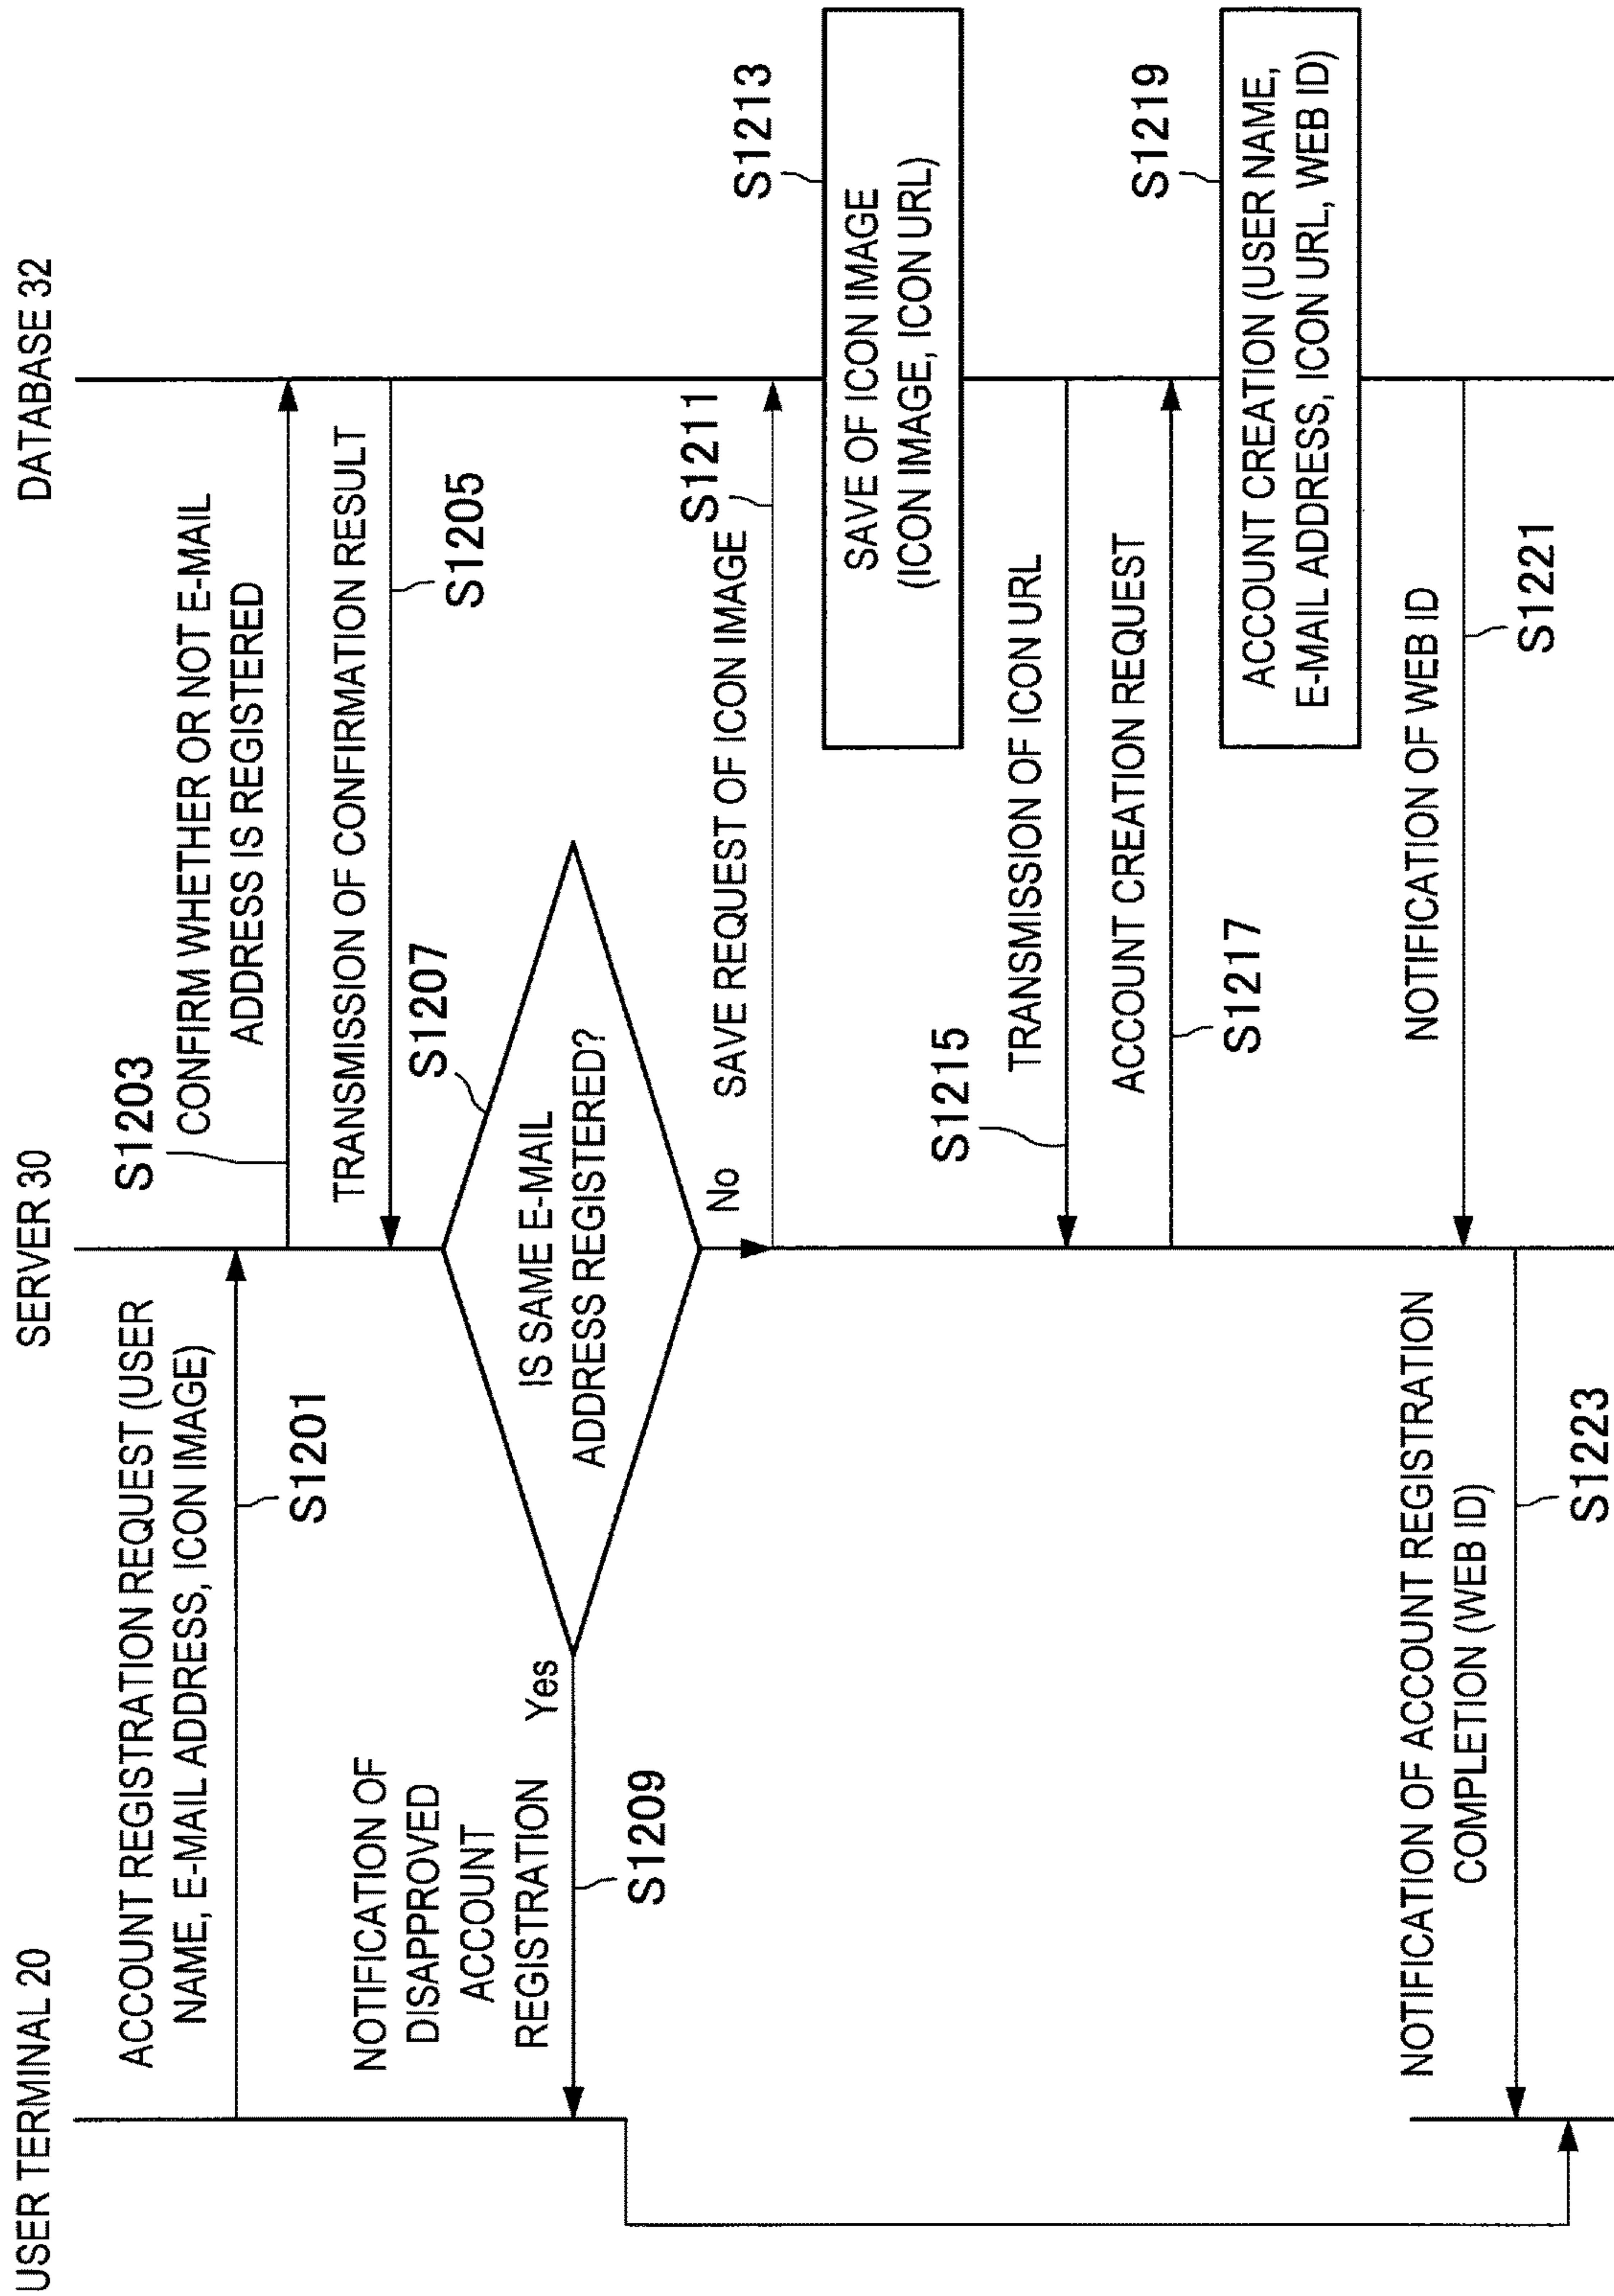 USER TERMINAL 20
SERVER 30
DATABASE 32
ACCOUNT REGISTRATION REQUEST (USER
NAME, E-MAIL ADDRESS, ICON IMAGE)
S1201
S1203
CONFIRM WHETHER OR NOT E-MAIL
ADDRESS IS REGISTERED
TRANSMISSION OF CONFIRMATION RESULT
S1205
S1207
IS SAME E-MAIL
ADDRESS REGISTERED?
Yes
NOTIFICATION OF
DISAPPROVED
ACCOUNT
REGISTRATION
S1209
No
SAVE REQUEST OF ICON IMAGE
S1211
S1213
SAVE OF ICON IMAGE
(ICON IMAGE, ICON URL)
S1215
TRANSMISSION OF ICON URL
ACCOUNT CREATION REQUEST
S1217
S1219
ACCOUNT CREATION (USER NAME,
E-MAIL ADDRESS, ICON URL, WEB ID)
NOTIFICATION OF WEB ID
S1221
NOTIFICATION OF ACCOUNT REGISTRATION
COMPLETION (WEB ID)
S1223